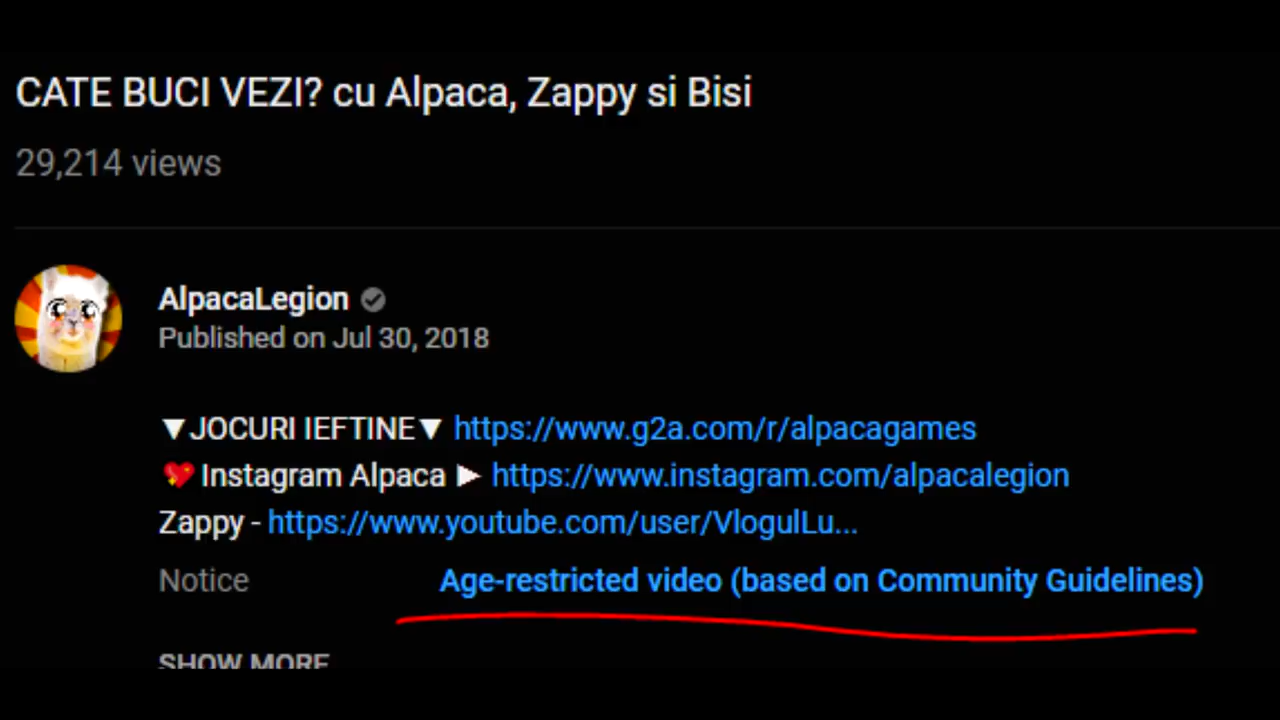 CATE BUCI VEZI? cu Alpaca, Zappy si Bisi
29,214 views
AlpacaLegion
Published on Jul 30, 2018
▼JOCURI IEFTINE▼ https://www.g2a.com/r/alpacagames
💖Instagram Alpaca ► https://www.instagram.com/alpacalegion
Zappy - https://www.youtube.com/user/VlogulLu...
Notice Age-restricted video (based on Community Guidelines)
SHOW MORE